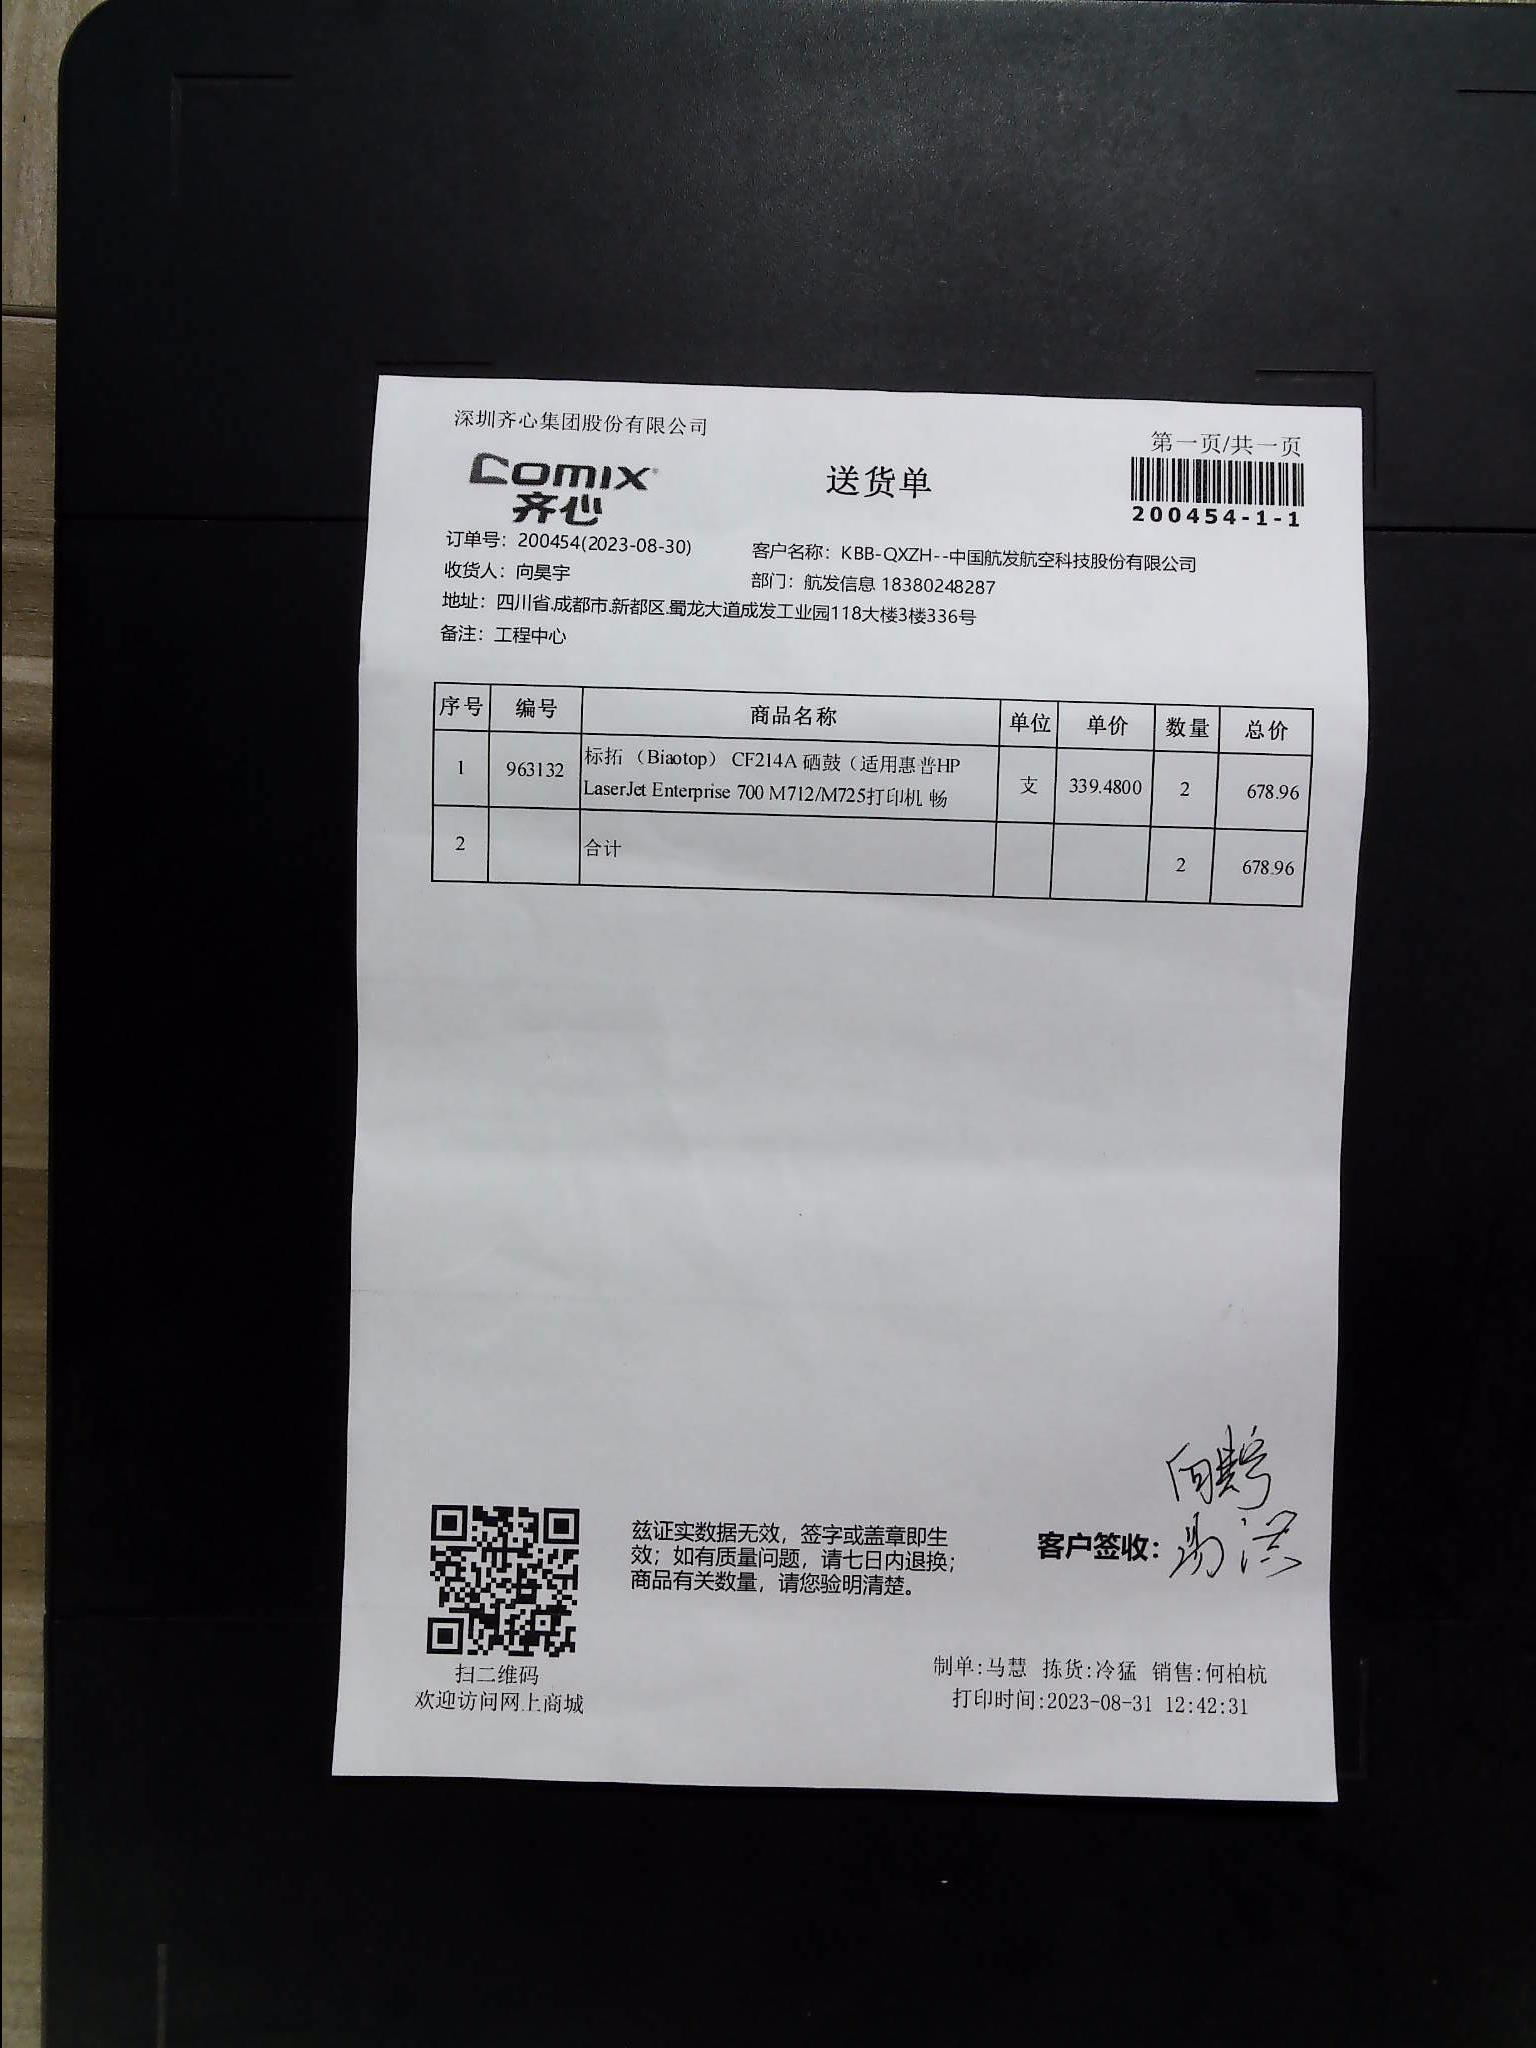 深圳齐心集团股份有限公司
第一页/共一页
COMIX
齐心
送货单
200454-1-1
订单号：200454(2023-08-30)
客户名称：KBB-QXZH--中国航发航空科技股份有限公司
收货人：向昊宇
部门：航发信息 18380248287
地址：四川省.成都市.新都区.蜀龙大道成发工业园118大楼3楼336号
备注：工程中心
序号 编号 商品名称 单位 单价 数量 总价
1 963132 标拓 （Biaotop） CF214A 硒鼓（适用惠普HP
LaserJet Enterprise 700 M712/M725打印机 畅 支 339.4800 2 678.96
2 合计 2 678.96
向昊宇
兹证实数据无效，签字或盖章即生
效；如有质量问题，请七日内退换；
商品有关数量，请您验明清楚。
客户签收：
扫二维码
欢迎访问网上商城
制单:马慧 拣货:冷猛 销售:何柏杭
打印时间:2023-08-31 12:42:31